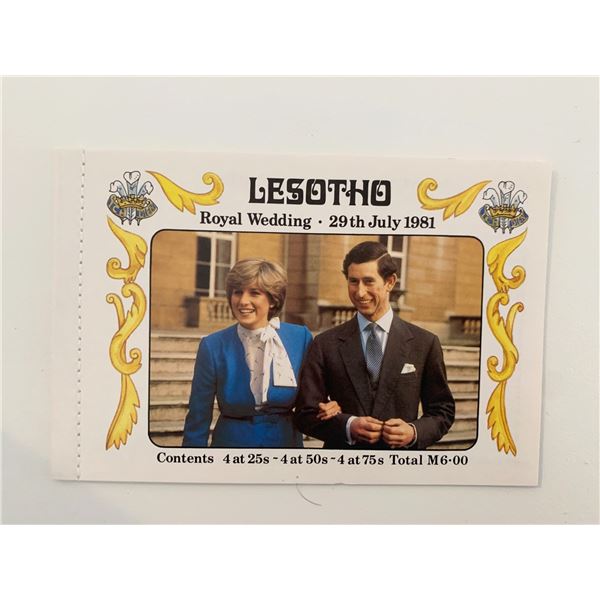 LESOTHO
Royal Wedding · 29th July 1981
Contents 4 at 25s ~ 4 at 50s ~ 4 at 75s Total M6·00